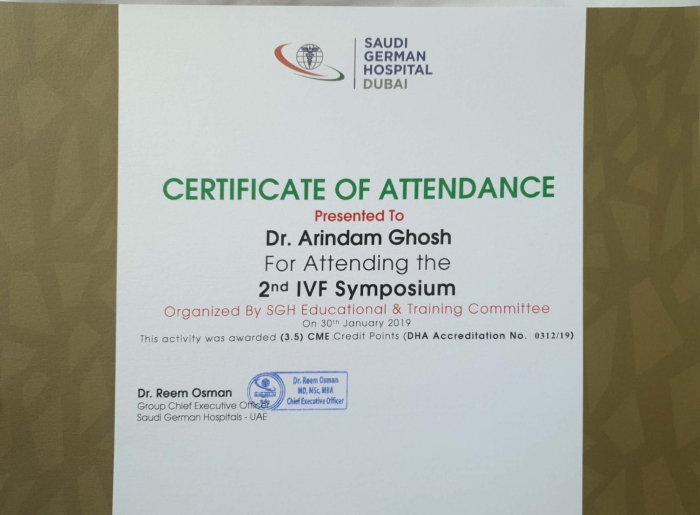 SAUDI
GERMAN
HOSPITAL
DUBAI
CERTIFICATE OF ATTENDANCE
Presented To
Dr. Arindam Ghosh
For Attending the
2nd IVF Symposium
Organized By SGH Educational & Training Committee
On 30th January 2019
This activity was awarded (3.5) CME Credit Points (DHA Accreditation No. 0312/19)
Dr. Reem Osman
Group Chief Executive Officer
Saudi German Hospitals - UAE
Dr. Reem Osman
MD, MSc, MBA
Chief Executive Officer